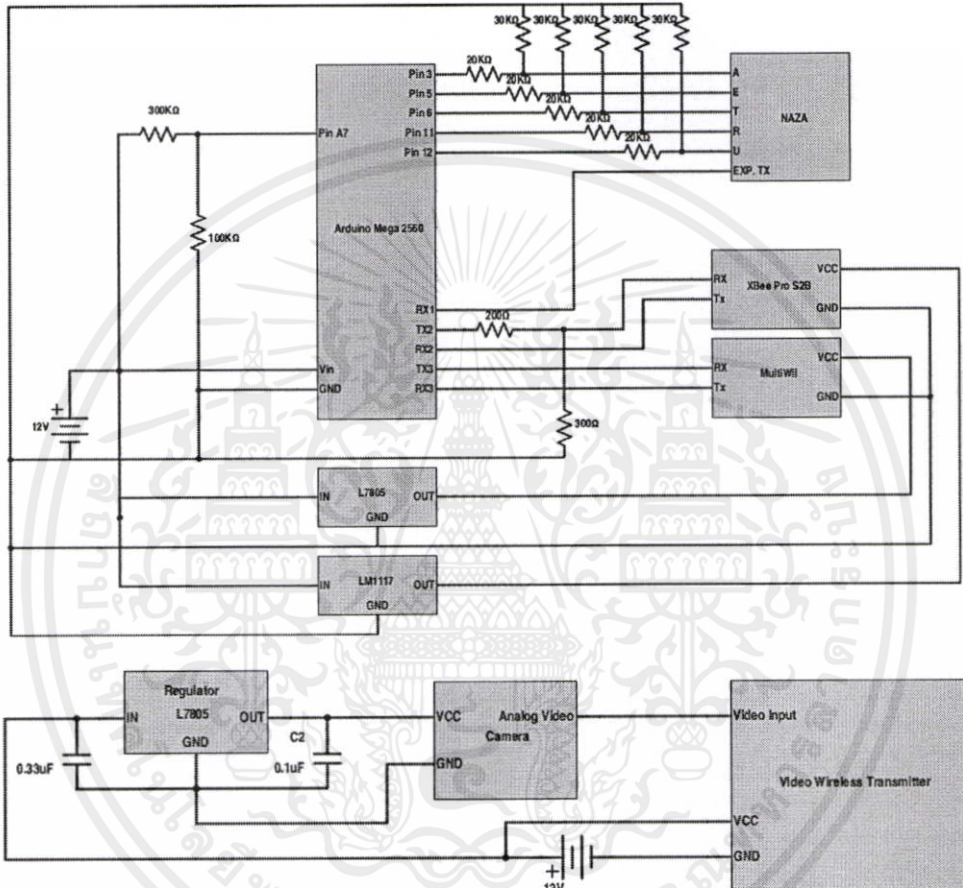 30KΩ 30KΩ 30KΩ 30KΩ 30KΩ
20KΩ
20KΩ
20KΩ
20KΩ
20KΩ
Pin 3
Pin 5
Pin 6
Pin 11
Pin 12
Pin A7
Arduino Mega 2560
RX1
TX2
RX2
TX3
RX3
Vin
GND
A
E
T
R
U
EXP. TX
NAZA
300KΩ
100KΩ
12V
+
200Ω
300Ω
RX
Tx
XBee Pro S2B
VCC
GND
RX
Tx
MultiWII
VCC
GND
IN
L7805
OUT
GND
IN
LM1117
OUT
GND
Regulator
L7805
IN
OUT
GND
0.33uF
C2
0.1uF
VCC
Analog Video
Camera
GND
Video Input
Video Wireless Transmitter
VCC
GND
+
12V